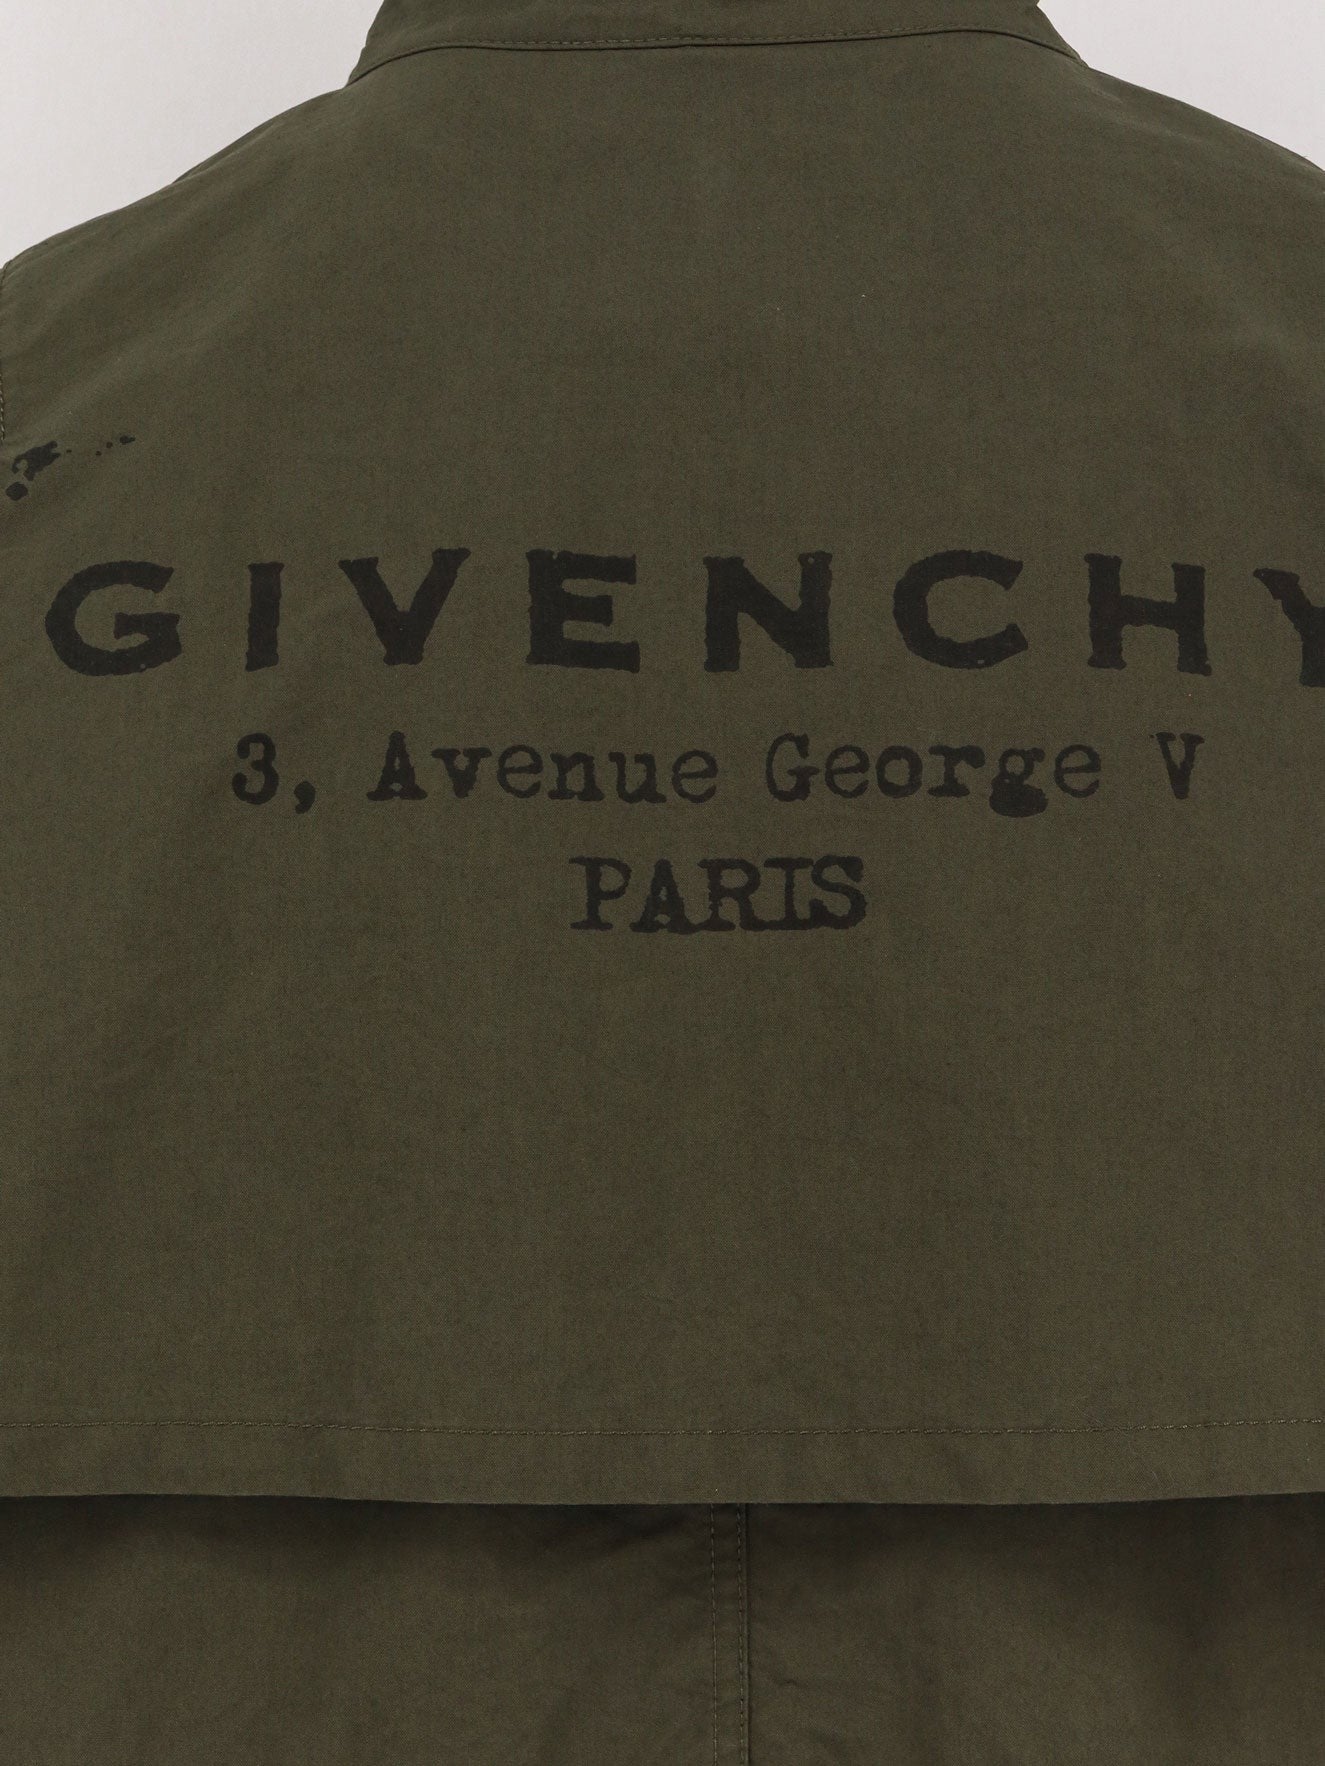 GIVENCHY
3, Avenue George V
PARIS